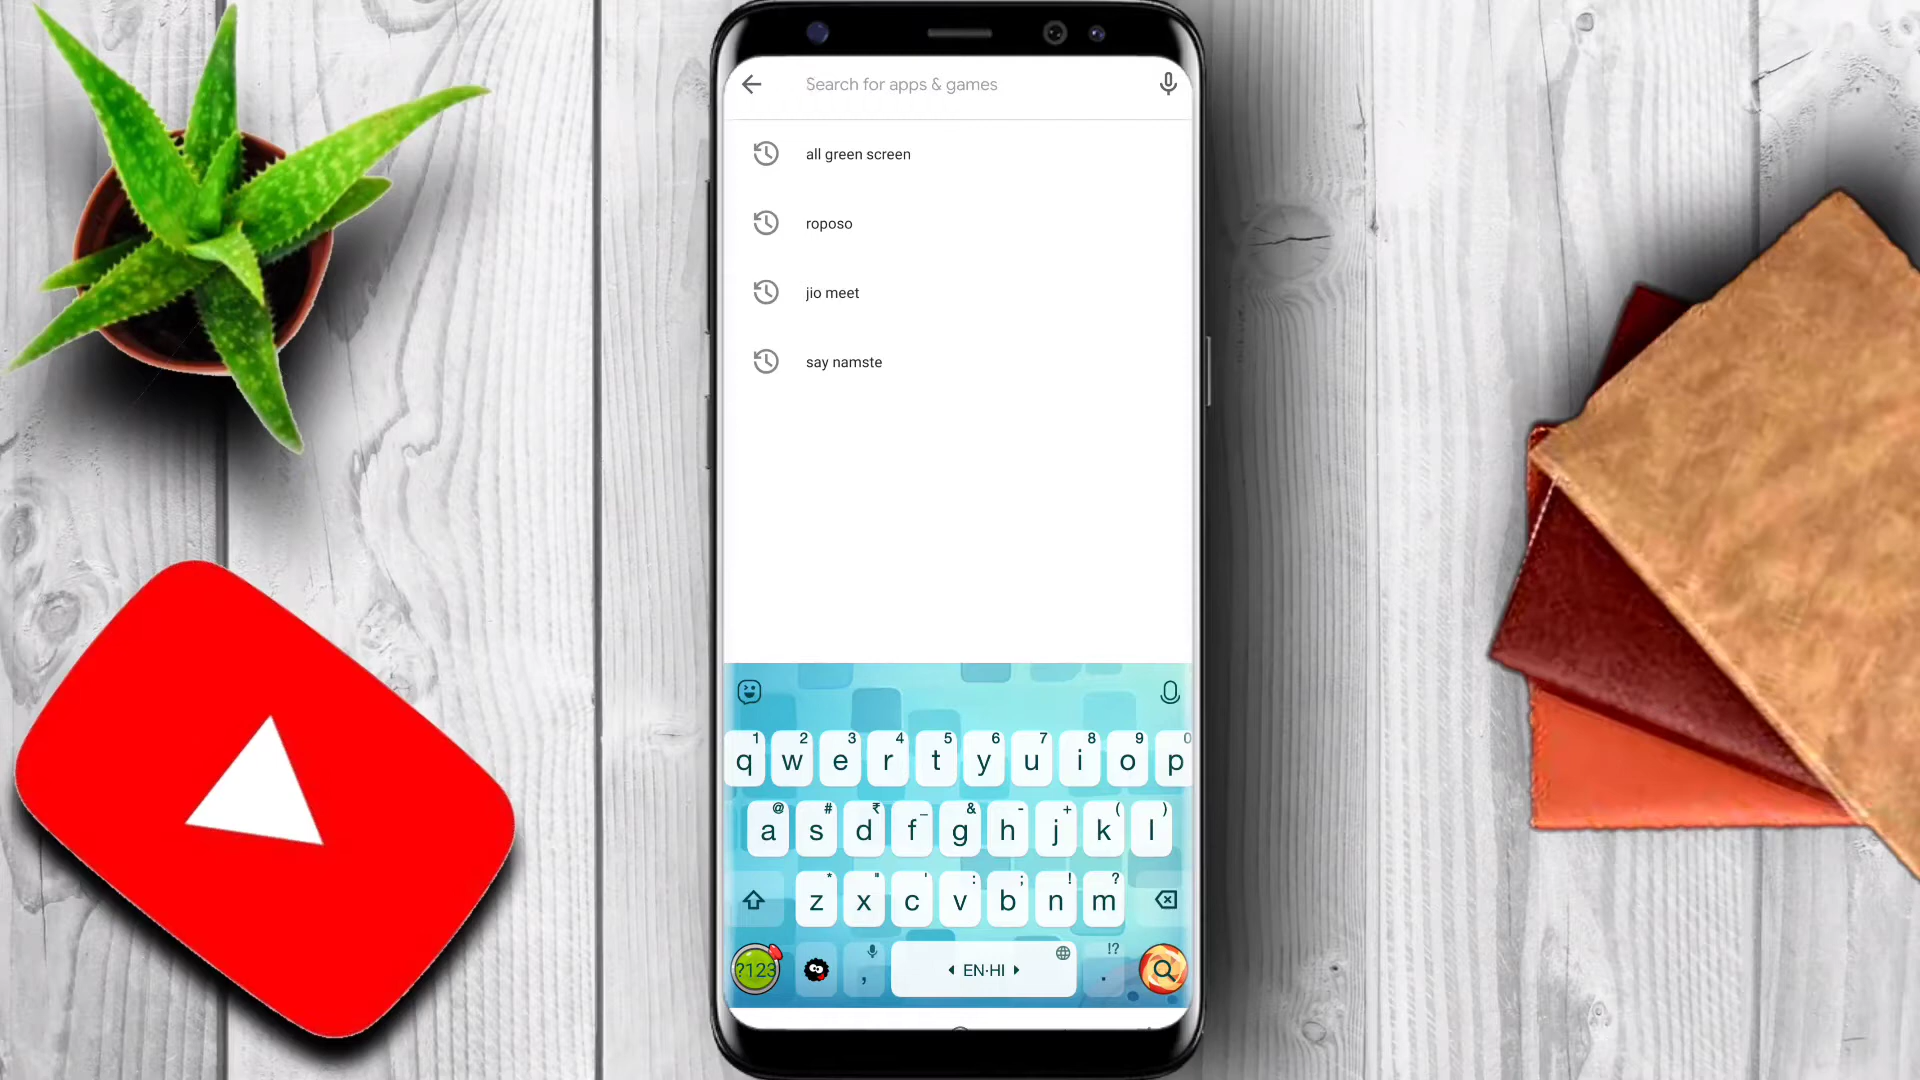 Search for apps & games
all green screen
roposo
jio meet
say namste
1 2 3 4 5 6 7 8 9 0
q w e r t y u i o p
@ # ₹ _ & - + ( )
a s d f g h j k l
* " ' : ; ! ?
z x c v b n m
!?
?123 , EN·HI .